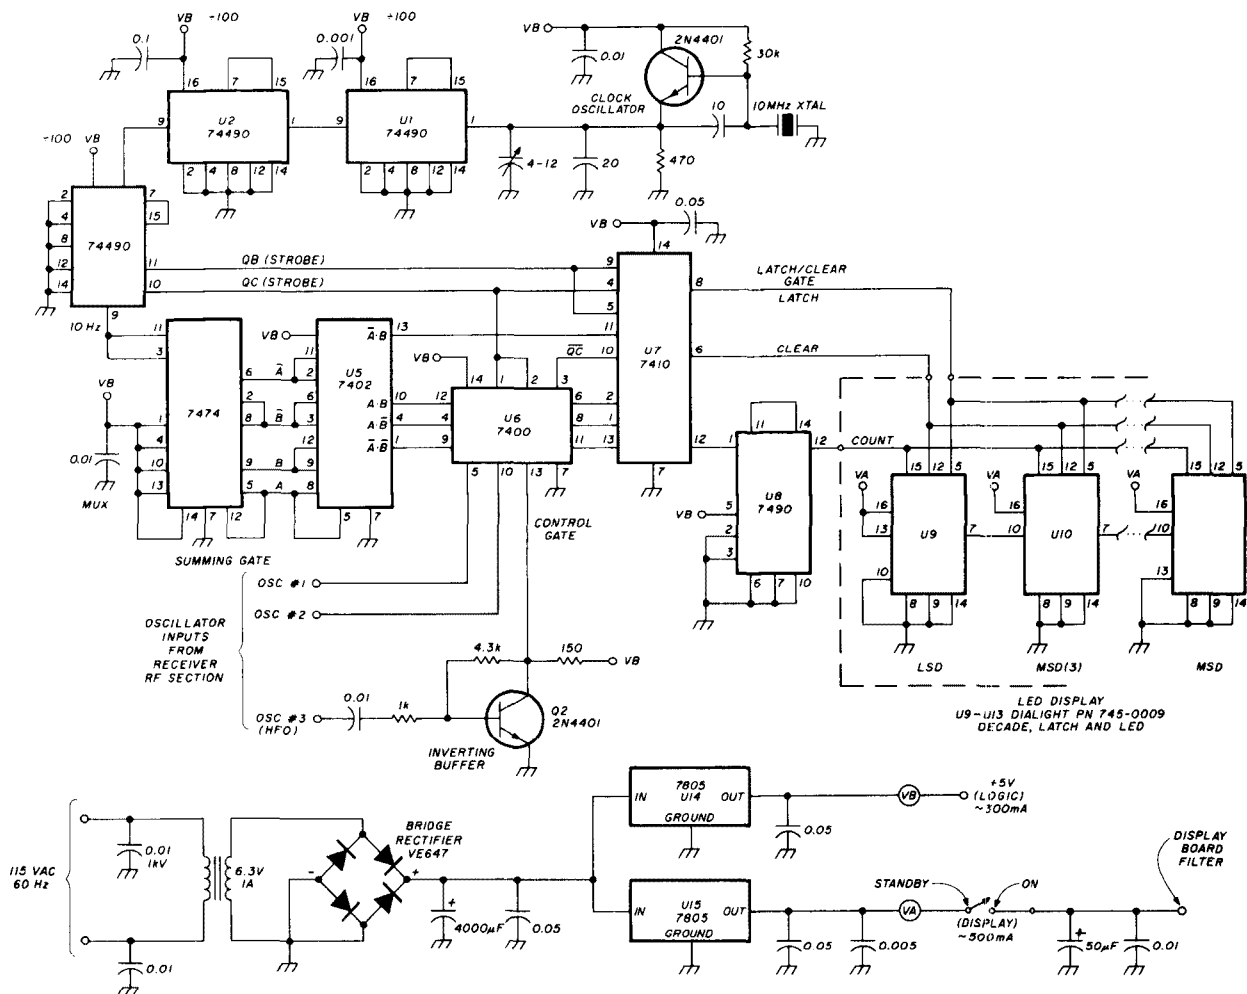 VB ÷100
0.1
16 7 15
9 U2 74490 1
2 4 8 12 14
VB ÷100
0.001
16 7 15
9 U1 74490 1
2 4 8 12 14
VB
0.01
2N4401
30k
CLOCK
OSCILLATOR
10
10MHz XTAL
4-12
20
470
÷100 VB
2 7
4 15
74490
8
12 11
14 10
9
10 Hz
QB (STROBE)
QC (STROBE)
VB
0.05
14
9
4
5
11
10
2
1
13
U7
7410
8
6
12
7
LATCH/CLEAR
GATE
LATCH
CLEAR
VB
0.01
MUX
11
3
1
4
10
13
7474
6
2
8
9
5
14 7 12
A̅
B̅
B
A
SUMMING GATE
VB
11
2
6
3
12
9
8
U5
7402
13
10
4
1
5 7
A̅·B
A·B
A·B̅
A̅·B̅
VB
14 1 2 3
12
4
9
U6
7400
6
8
11
5 10 13 7
Q̅C̅
CONTROL
GATE
OSC #1
OSC #2
OSC #3
(HFO)
OSCILLATOR
INPUTS
FROM
RECEIVER
RF SECTION
0.01
1k
4.3k
150
VB
Q2
2N4401
INVERTING
BUFFER
11 14
1 12
U8
7490
VB 5
2
3
6 7 10
COUNT
VA
15 12 5
16
13
U9
7
10
8 9 14
LSD
VA
15 12 5
16
10
U10
7
8 9 14
MSD(3)
VA
15 12 5
16
10
13
8 9 14
MSD
LED DISPLAY
U9-U13 DIALIGHT PN 745-0009
DECADE, LATCH AND LED
115 VAC
60 Hz
0.01
1kV
0.01
6.3V
1A
BRIDGE
RECTIFIER
VE647
-
+
+
4000µF
0.05
7805
U14
IN OUT
GROUND
0.05
VB
+5V
(LOGIC)
~300mA
U15
7805
IN OUT
GROUND
0.05
0.005
VA
STANDBY
ON
(DISPLAY)
~500mA
+
50µF
0.01
DISPLAY
BOARD
FILTER